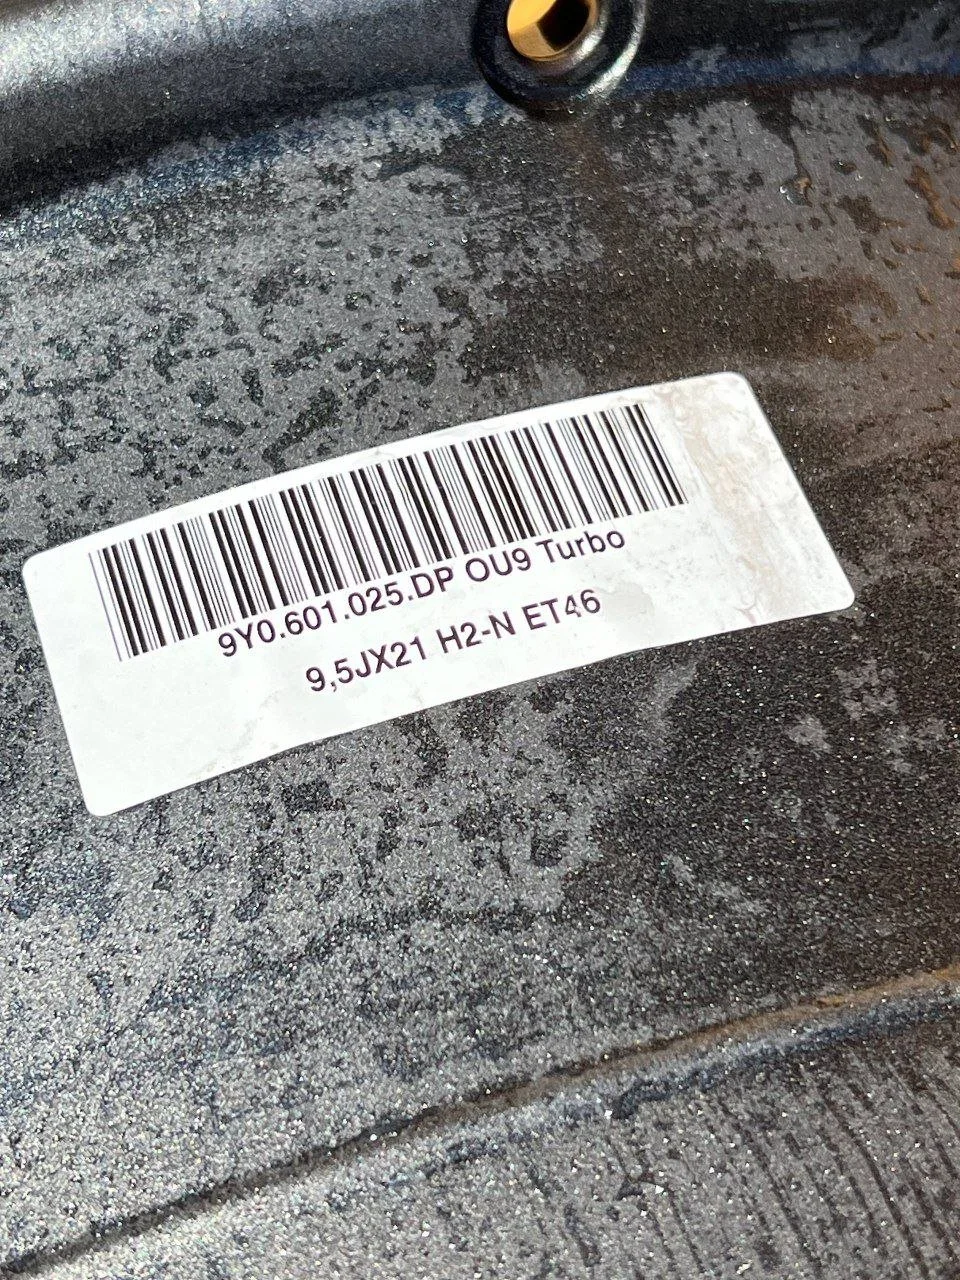 9Y0.601.025.DP OU9 Turbo
9,5JX21 H2-N ET46